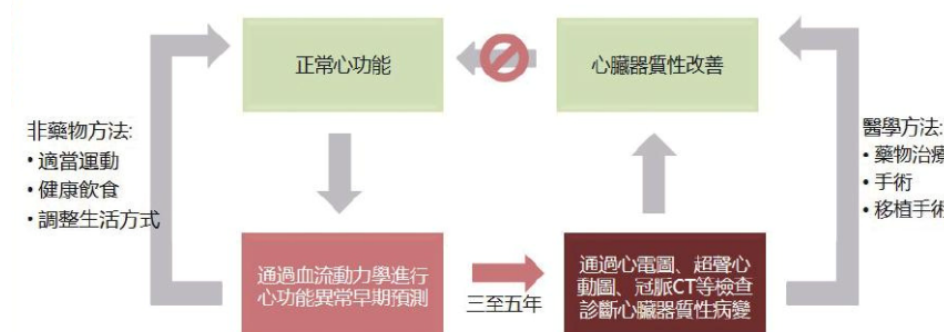 正常心功能
心臟器質性改善
非藥物方法:
• 適當運動
• 健康飲食
• 調整生活方式
醫學方法:
• 藥物治療
• 手術
• 移植手術
通過血流動力學進行
心功能異常早期預測
三至五年
通過心電圖、超聲心
動圖、冠脈CT等檢查
診斷心臟器質性病變